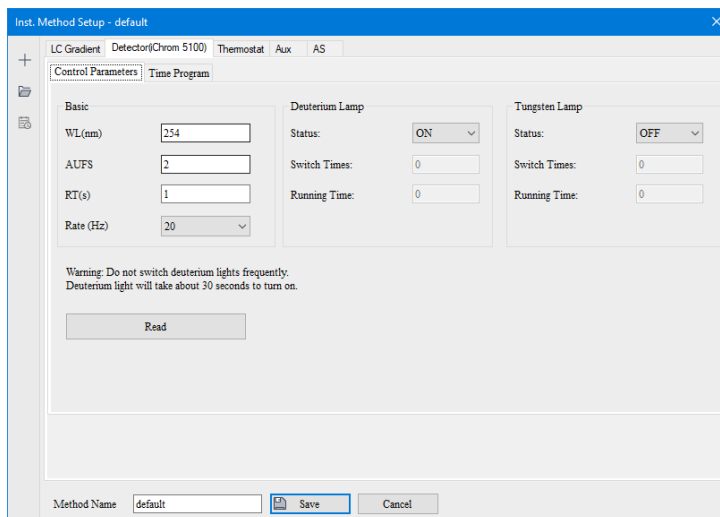 Inst. Method Setup - default
LC Gradient Detector(iChrom 5100) Thermostat Aux AS
Control Parameters Time Program
Basic Deuterium Lamp Tungsten Lamp
WL(nm) 254 Status: ON Status: OFF
AUFS 2 Switch Times: 0 Switch Times: 0
RT(s) 1 Running Time: 0 Running Time: 0
Rate (Hz) 20
Warning: Do not switch deuterium lights frequently.
Deuterium light will take about 30 seconds to turn on.
Read
Method Name default Save Cancel